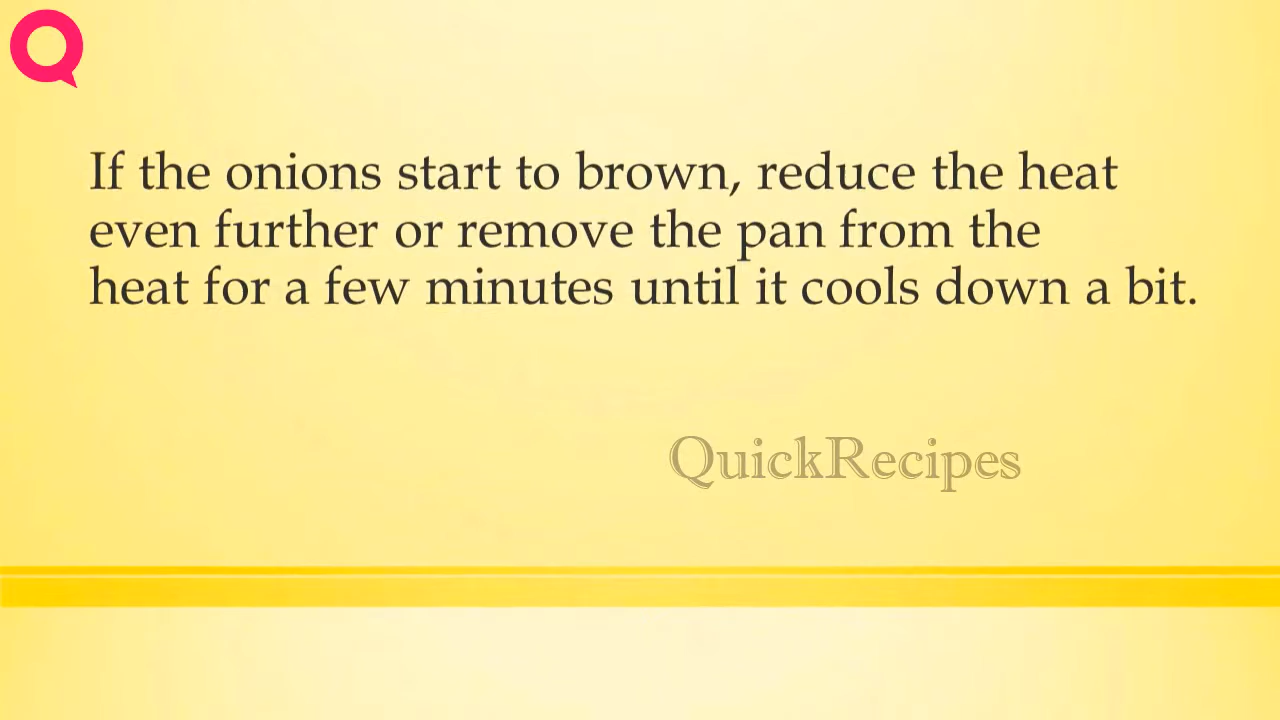 If the onions start to brown, reduce the heat
even further or remove the pan from the
heat for a few minutes until it cools down a bit.
QuickRecipes